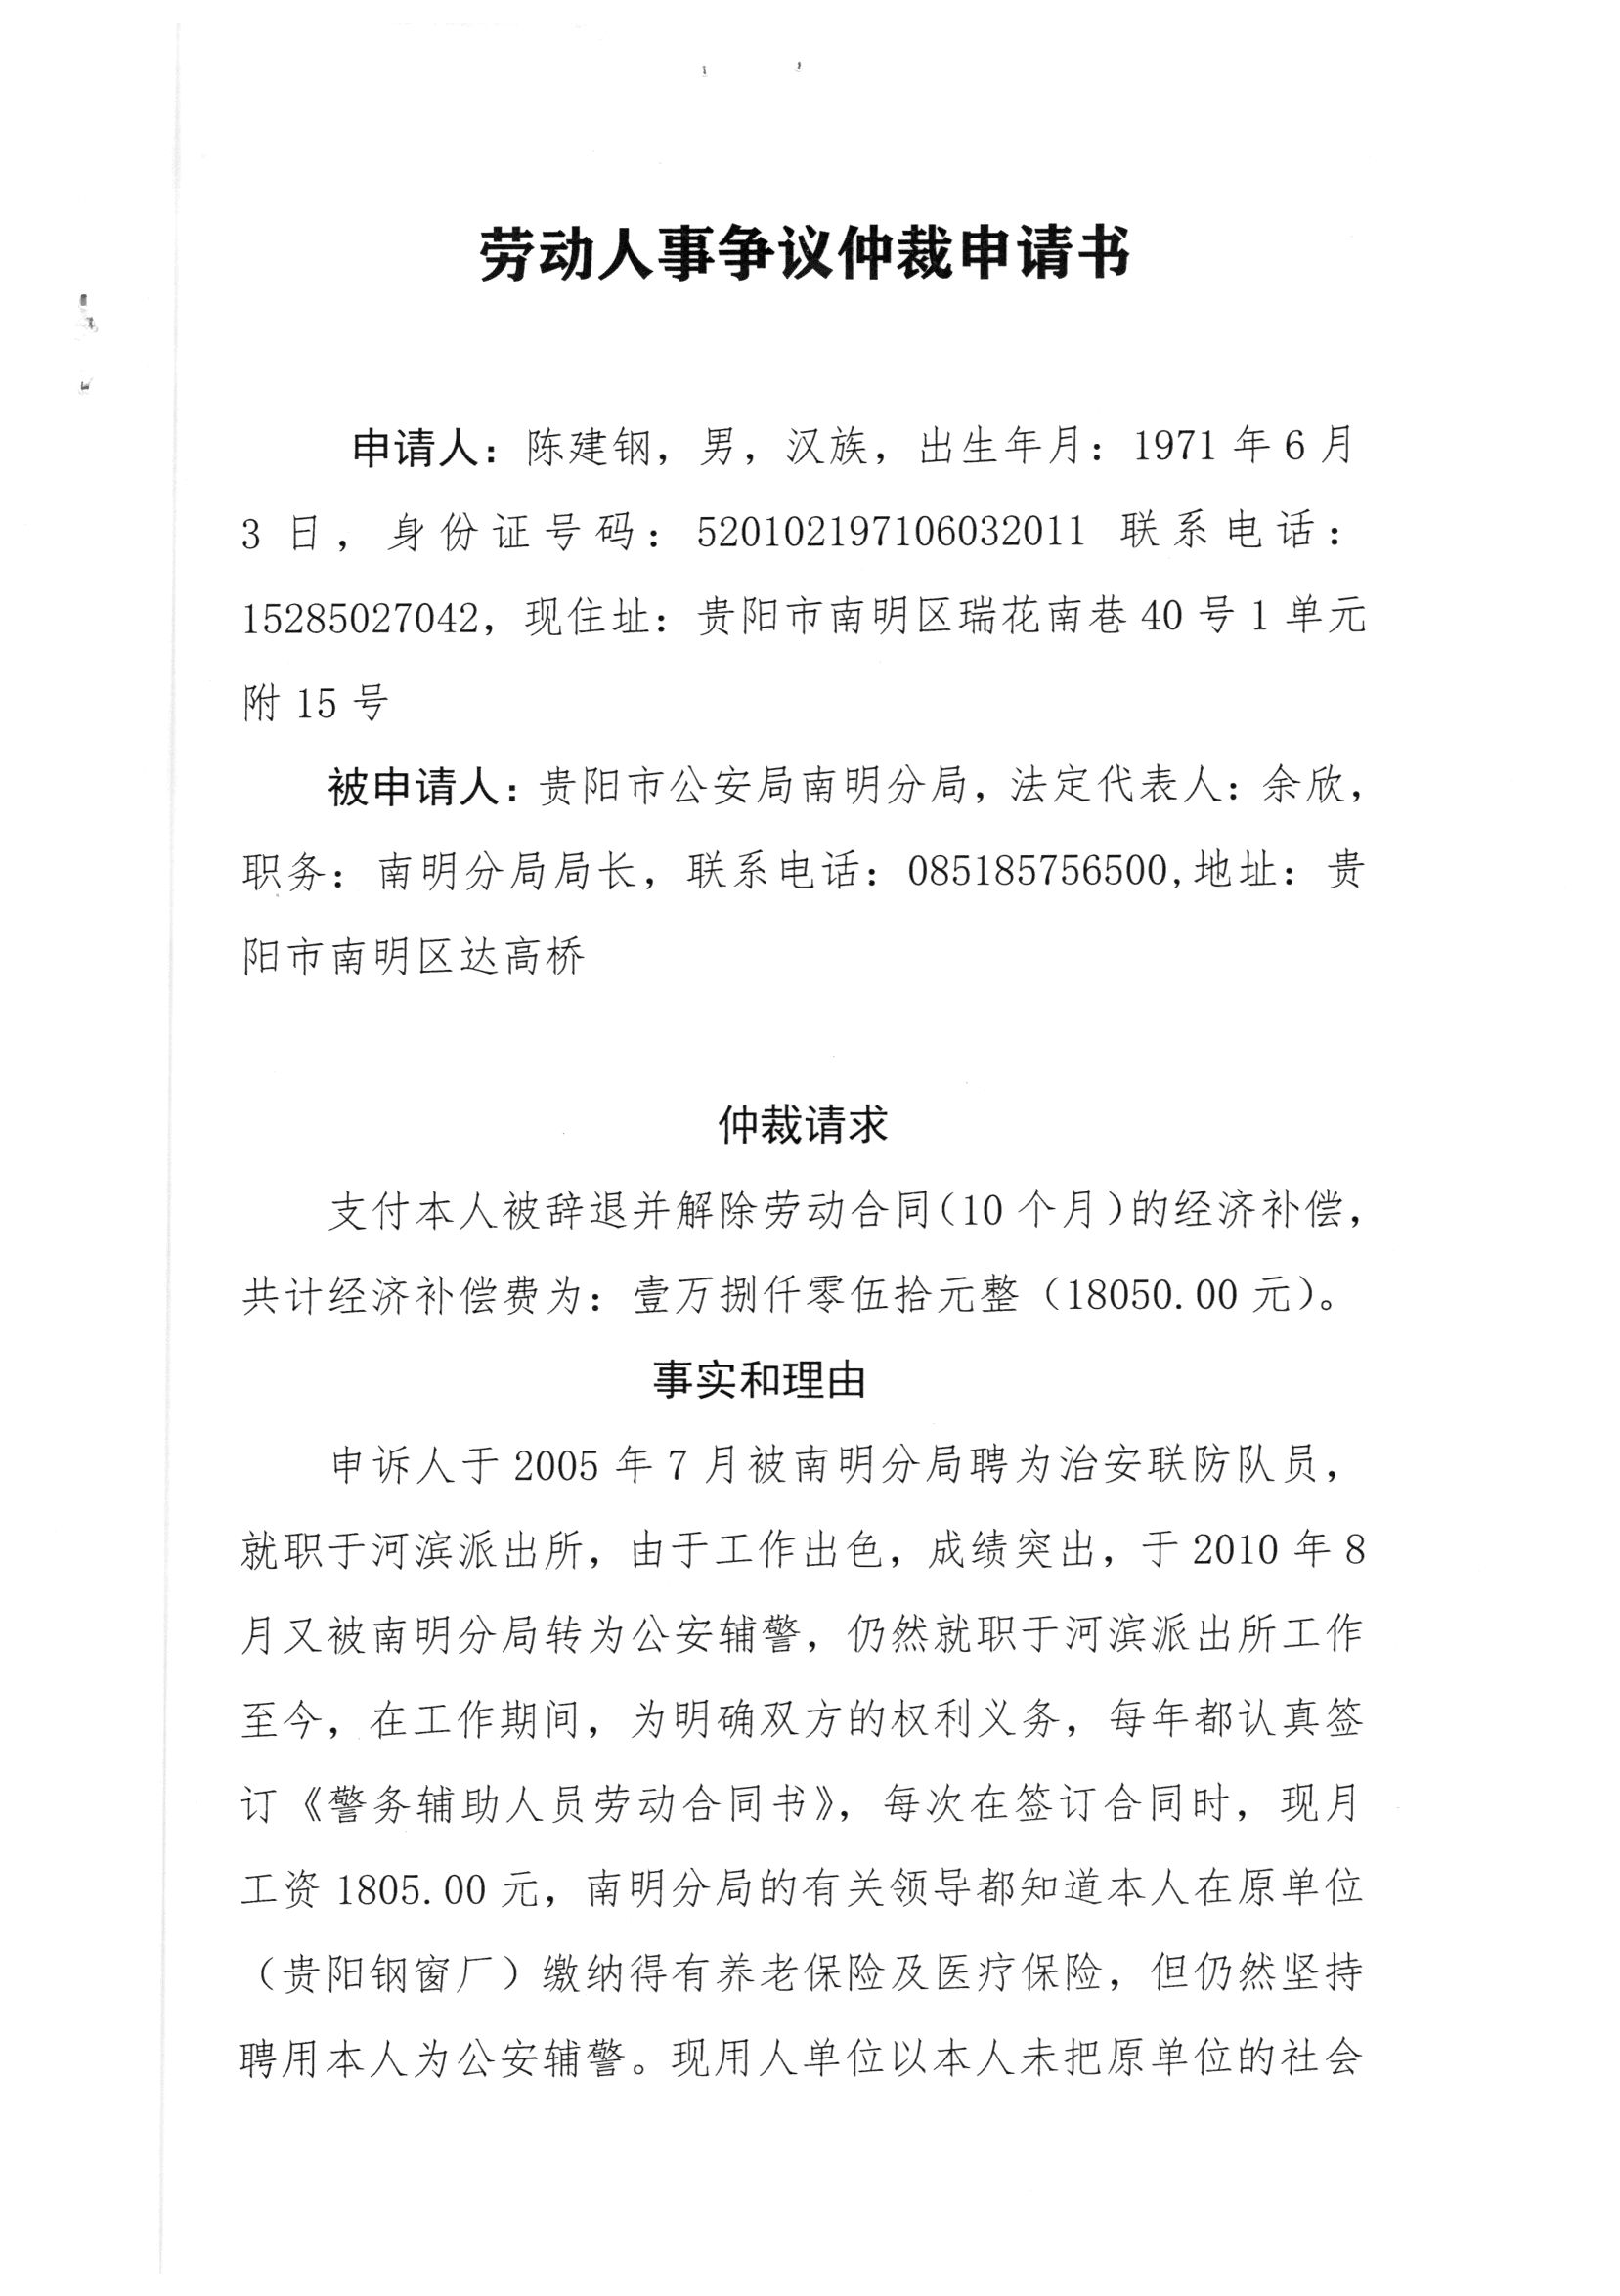 劳动人事争议仲裁申请书
申请人：陈建钢，男，汉族，出生年月：1971 年 6 月
3 日，身份证号码：520102197106032011 联系电话：
15285027042，现住址：贵阳市南明区瑞花南巷 40 号 1 单元
附 15 号
被申请人：贵阳市公安局南明分局，法定代表人：余欣，
职务：南明分局局长，联系电话：085185756500,地址：贵
阳市南明区达高桥
仲裁请求
支付本人被辞退并解除劳动合同（10 个月）的经济补偿，
共计经济补偿费为：壹万捌仟零伍拾元整（18050.00 元）。
事实和理由
申诉人于 2005 年 7 月被南明分局聘为治安联防队员，
就职于河滨派出所，由于工作出色，成绩突出，于 2010 年 8
月又被南明分局转为公安辅警，仍然就职于河滨派出所工作
至今，在工作期间，为明确双方的权利义务，每年都认真签
订《警务辅助人员劳动合同书》，每次在签订合同时，现月
工资 1805.00 元，南明分局的有关领导都知道本人在原单位
（贵阳钢窗厂）缴纳得有养老保险及医疗保险，但仍然坚持
聘用本人为公安辅警。现用人单位以本人未把原单位的社会